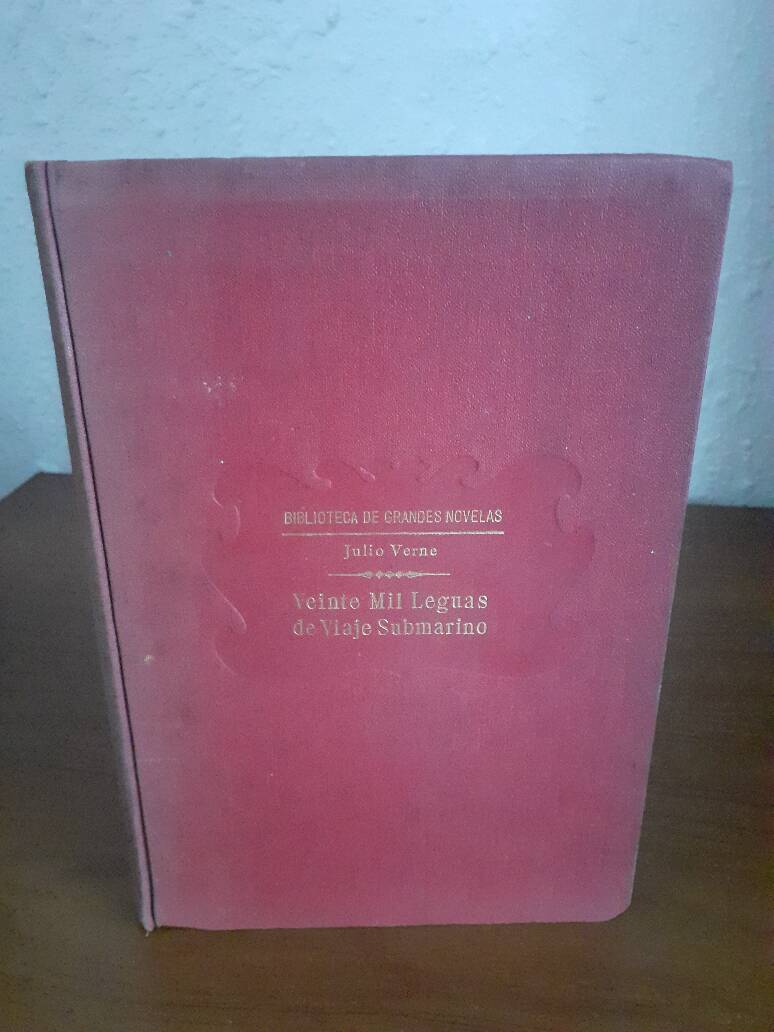 BIBLIOTECA DE GRANDES NOVELAS
Julio Verne
Veinte Mil Leguas
de Viaje Submarino